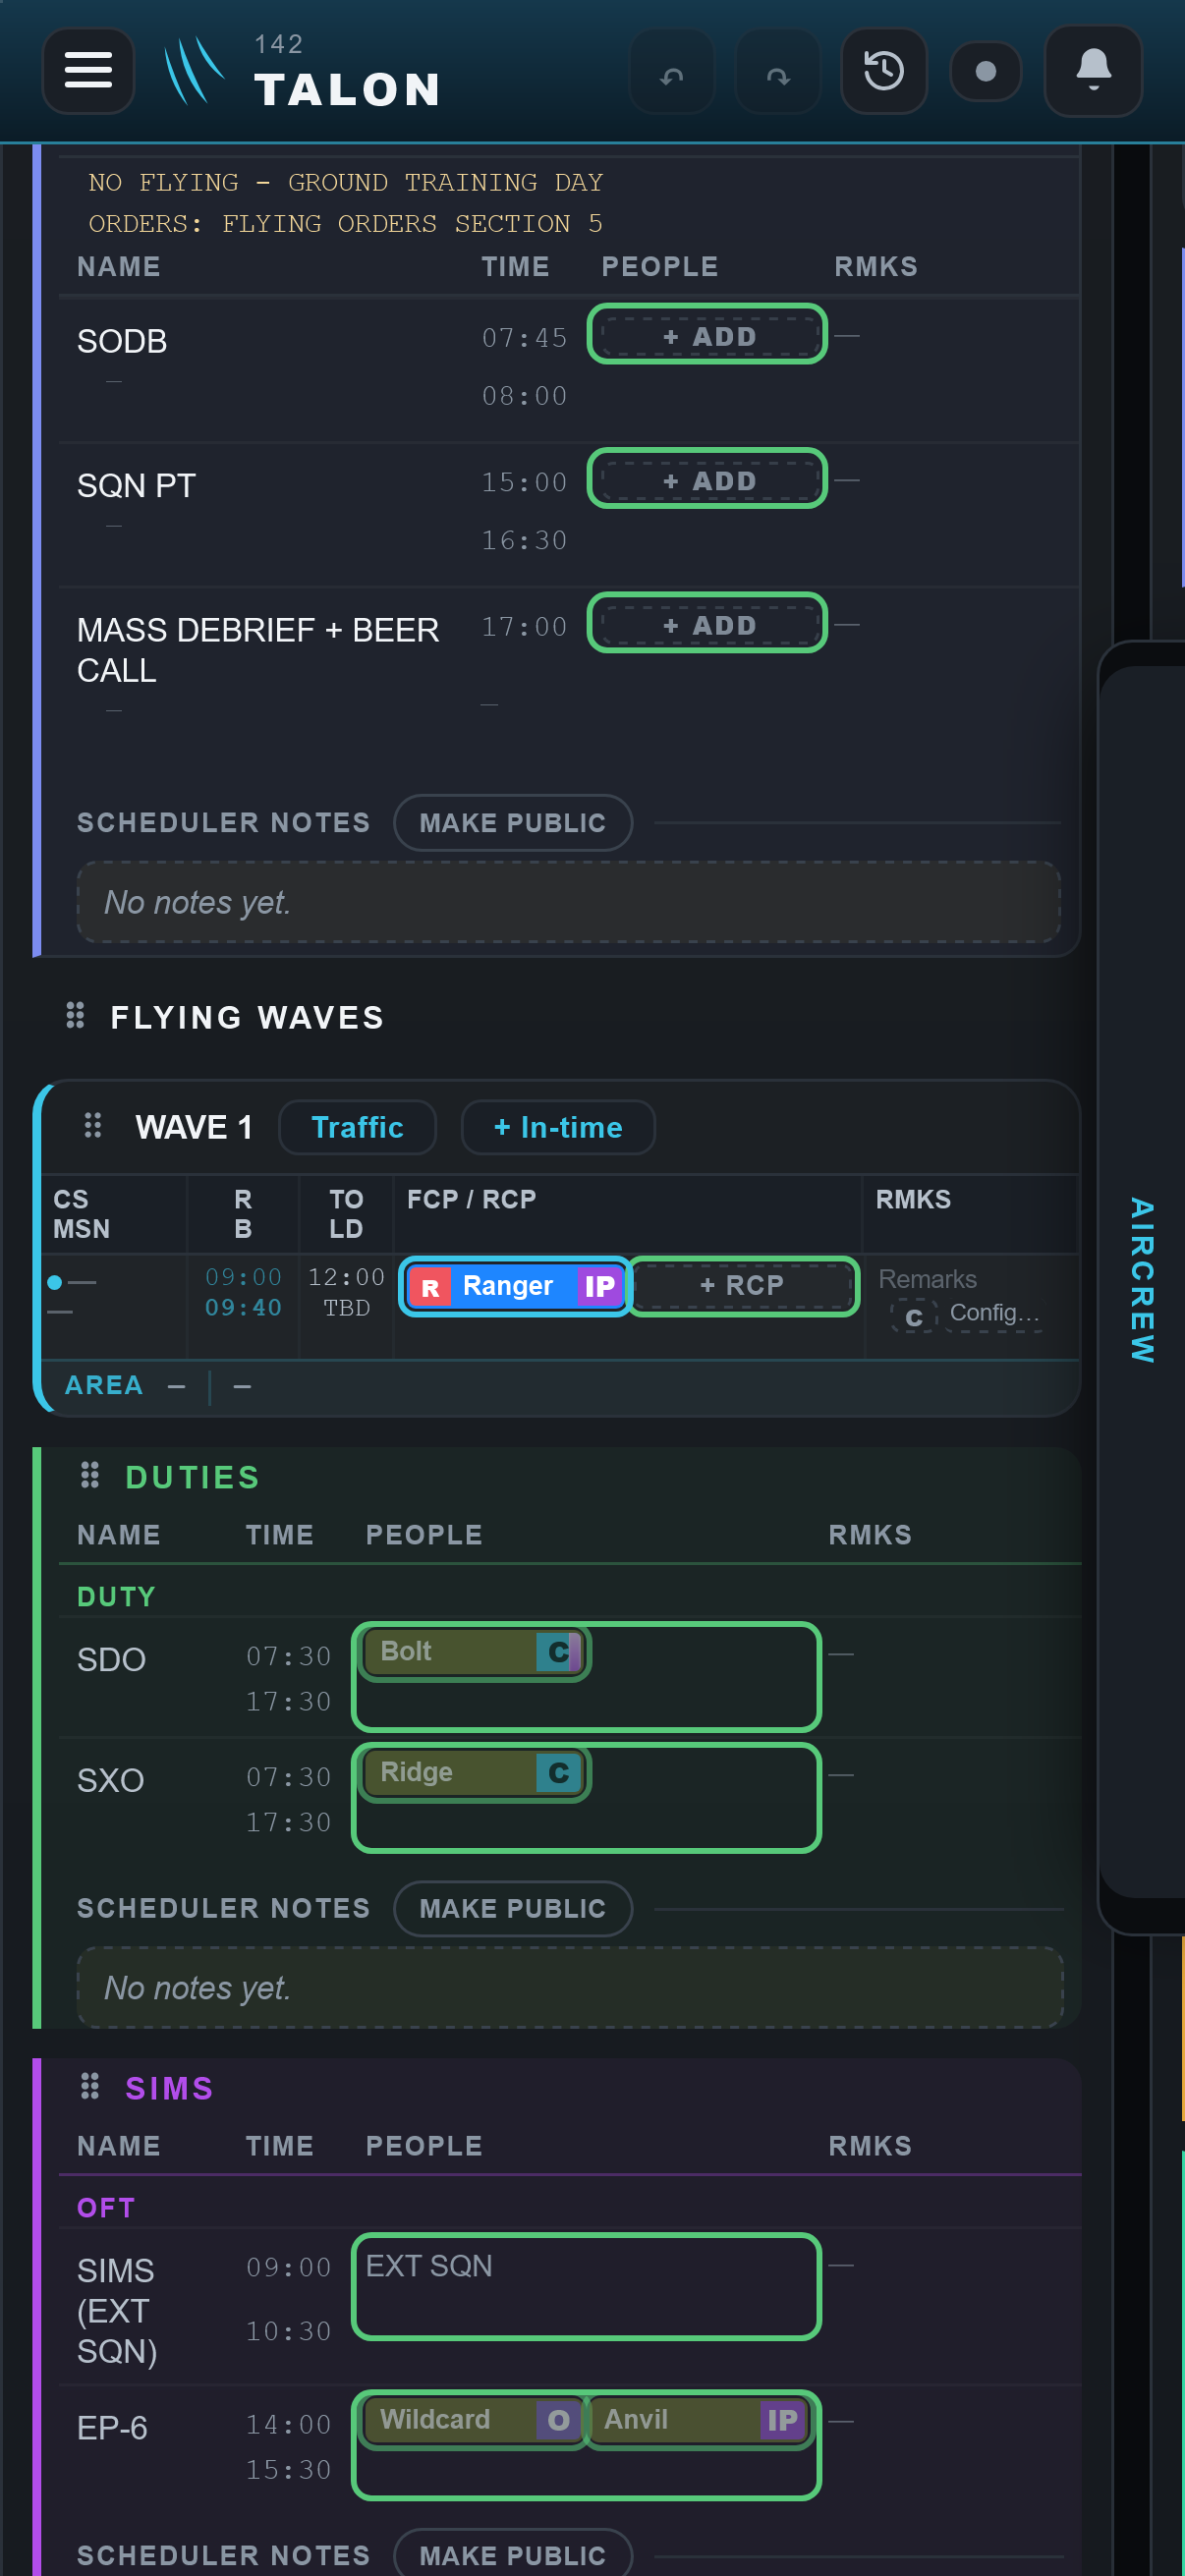 142
TALON
NO FLYING - GROUND TRAINING DAY
ORDERS: FLYING ORDERS SECTION 5
NAME TIME PEOPLE RMKS
SODB 07:45 + ADD —
— 08:00
SQN PT 15:00 + ADD —
— 16:30
MASS DEBRIEF + BEER 17:00 + ADD —
CALL
— —
SCHEDULER NOTES MAKE PUBLIC
No notes yet.
FLYING WAVES
WAVE 1 Traffic + In-time
CS R TO FCP / RCP RMKS
MSN B LD
— 09:00 12:00 R Ranger IP + RCP Remarks
— 09:40 TBD C Config...
AREA — | —
AIRCREW
DUTIES
NAME TIME PEOPLE RMKS
DUTY
SDO 07:30 Bolt C —
17:30
SXO 07:30 Ridge C —
17:30
SCHEDULER NOTES MAKE PUBLIC
No notes yet.
SIMS
NAME TIME PEOPLE RMKS
OFT
SIMS 09:00 EXT SQN —
(EXT 10:30
SQN)
EP-6 14:00 Wildcard O Anvil IP —
15:30
SCHEDULER NOTES MAKE PUBLIC